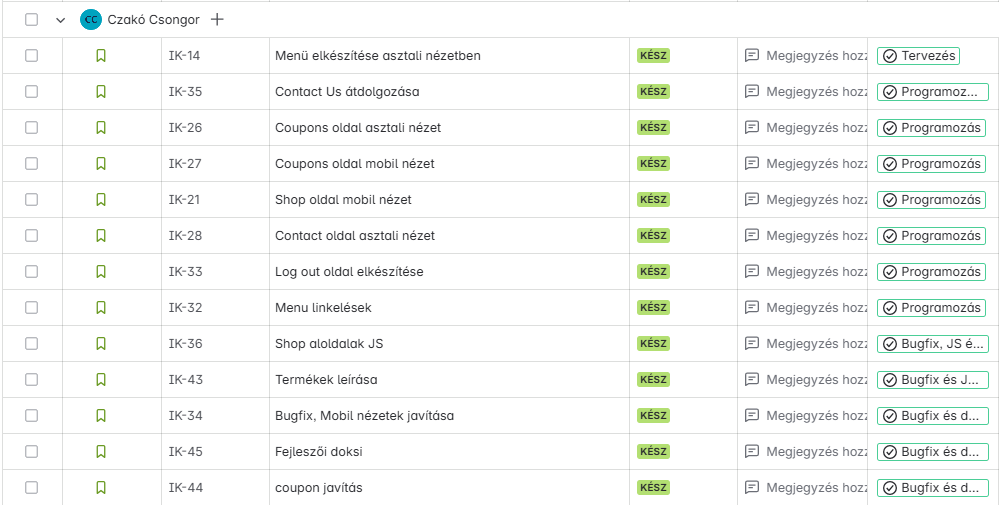 CC Czakó Csongor
IK-14 Menü elkészítése asztali nézetben KÉSZ Megjegyzés hozz Tervezés
IK-35 Contact Us átdolgozása KÉSZ Megjegyzés hozz Programoz...
IK-26 Coupons oldal asztali nézet KÉSZ Megjegyzés hozz Programozás
IK-27 Coupons oldal mobil nézet KÉSZ Megjegyzés hozz Programozás
IK-21 Shop oldal mobil nézet KÉSZ Megjegyzés hozz Programozás
IK-28 Contact oldal asztali nézet KÉSZ Megjegyzés hozz Programozás
IK-33 Log out oldal elkészítése KÉSZ Megjegyzés hozz Programozás
IK-32 Menu linkelések KÉSZ Megjegyzés hozz Programozás
IK-36 Shop aloldalak JS KÉSZ Megjegyzés hozz Bugfix, JS é...
IK-43 Termékek leírása KÉSZ Megjegyzés hozz Bugfix és J...
IK-34 Bugfix, Mobil nézetek javítása KÉSZ Megjegyzés hozz Bugfix és d...
IK-45 Fejleszői doksi KÉSZ Megjegyzés hozz Bugfix és d...
IK-44 coupon javítás KÉSZ Megjegyzés hozz Bugfix és d...